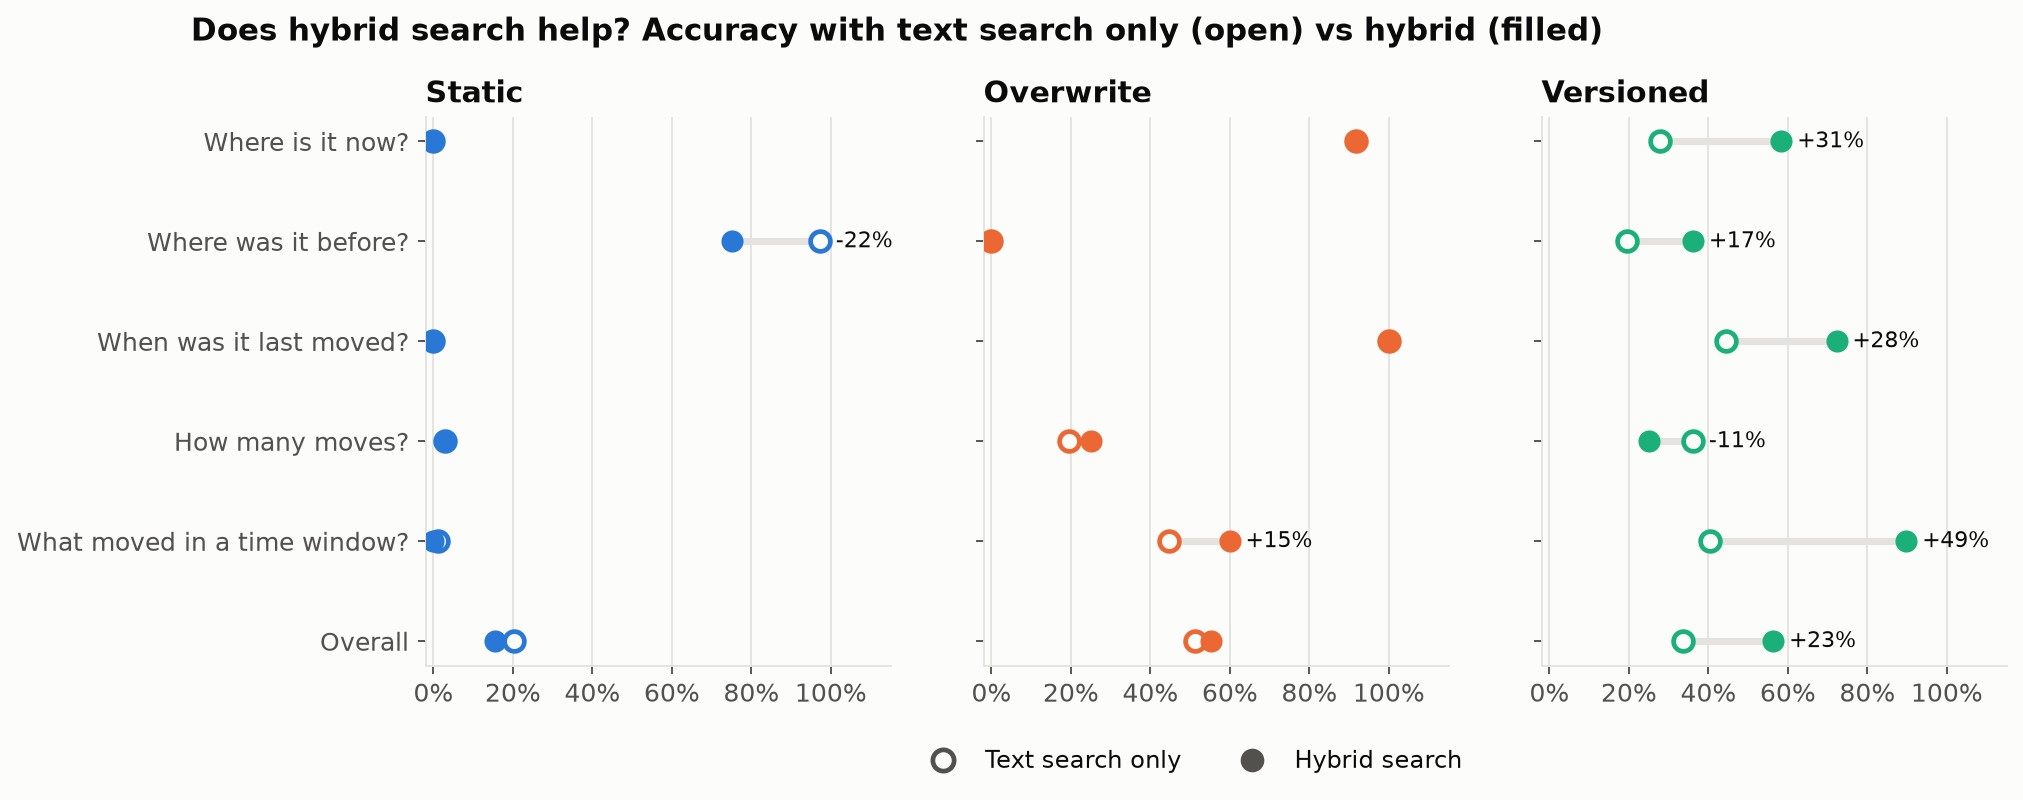 Does hybrid search help? Accuracy with text search only (open) vs hybrid (filled)
Static
Overwrite
Versioned
Where is it now?
+31%
Where was it before?
-22%
+17%
When was it last moved?
+28%
How many moves?
-11%
What moved in a time window?
+15%
+49%
Overall
+23%
0% 20% 40% 60% 80% 100%
0% 20% 40% 60% 80% 100%
0% 20% 40% 60% 80% 100%
Text search only
Hybrid search